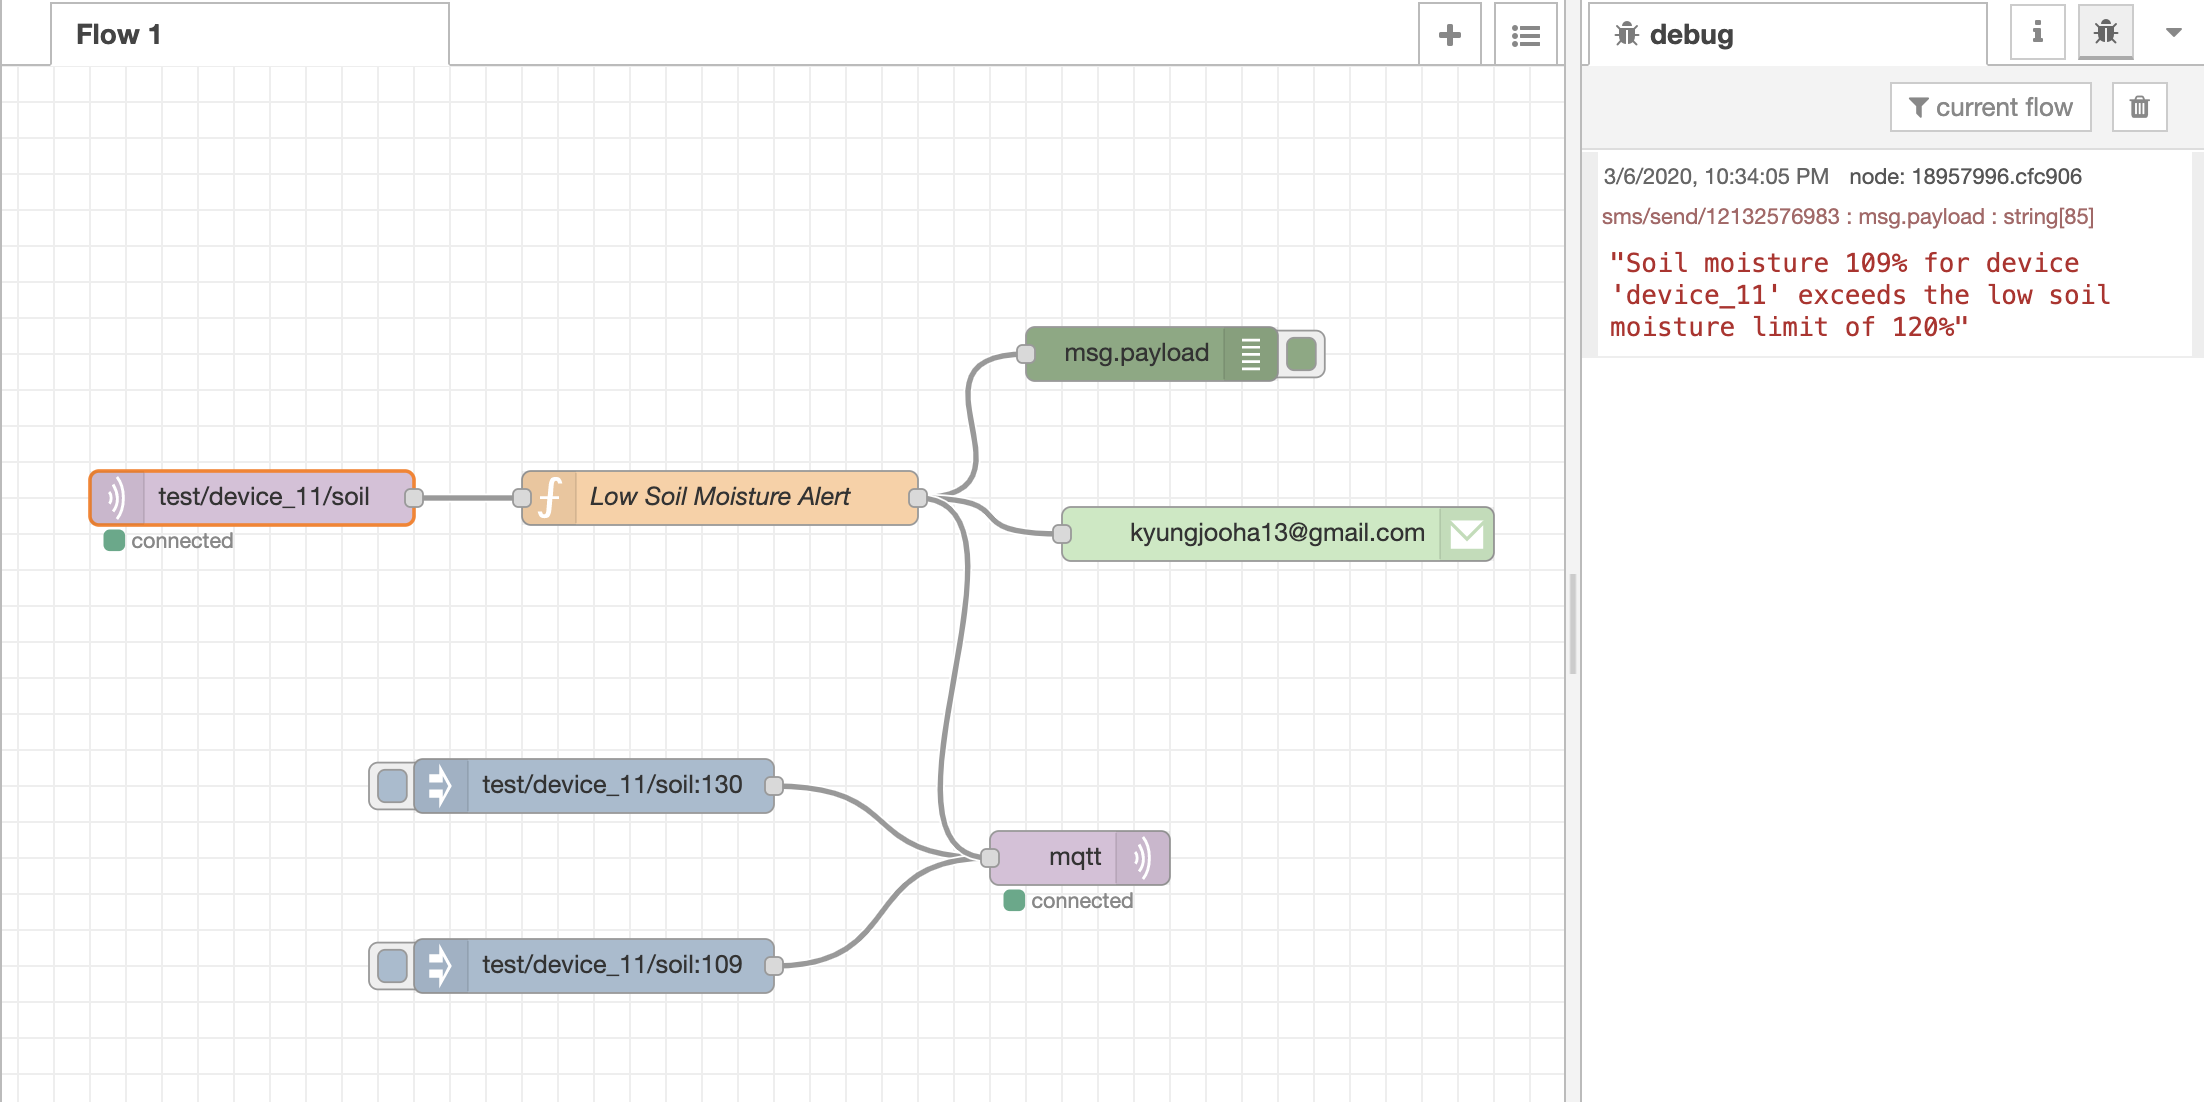 Flow 1
debug
current flow
3/6/2020, 10:34:05 PM node: 18957996.cfc906
sms/send/12132576983 : msg.payload : string[85]
"Soil moisture 109% for device
'device_11' exceeds the low soil
moisture limit of 120%"
msg.payload
test/device_11/soil
connected
Low Soil Moisture Alert
kyungjooha13@gmail.com
test/device_11/soil:130
mqtt
connected
test/device_11/soil:109